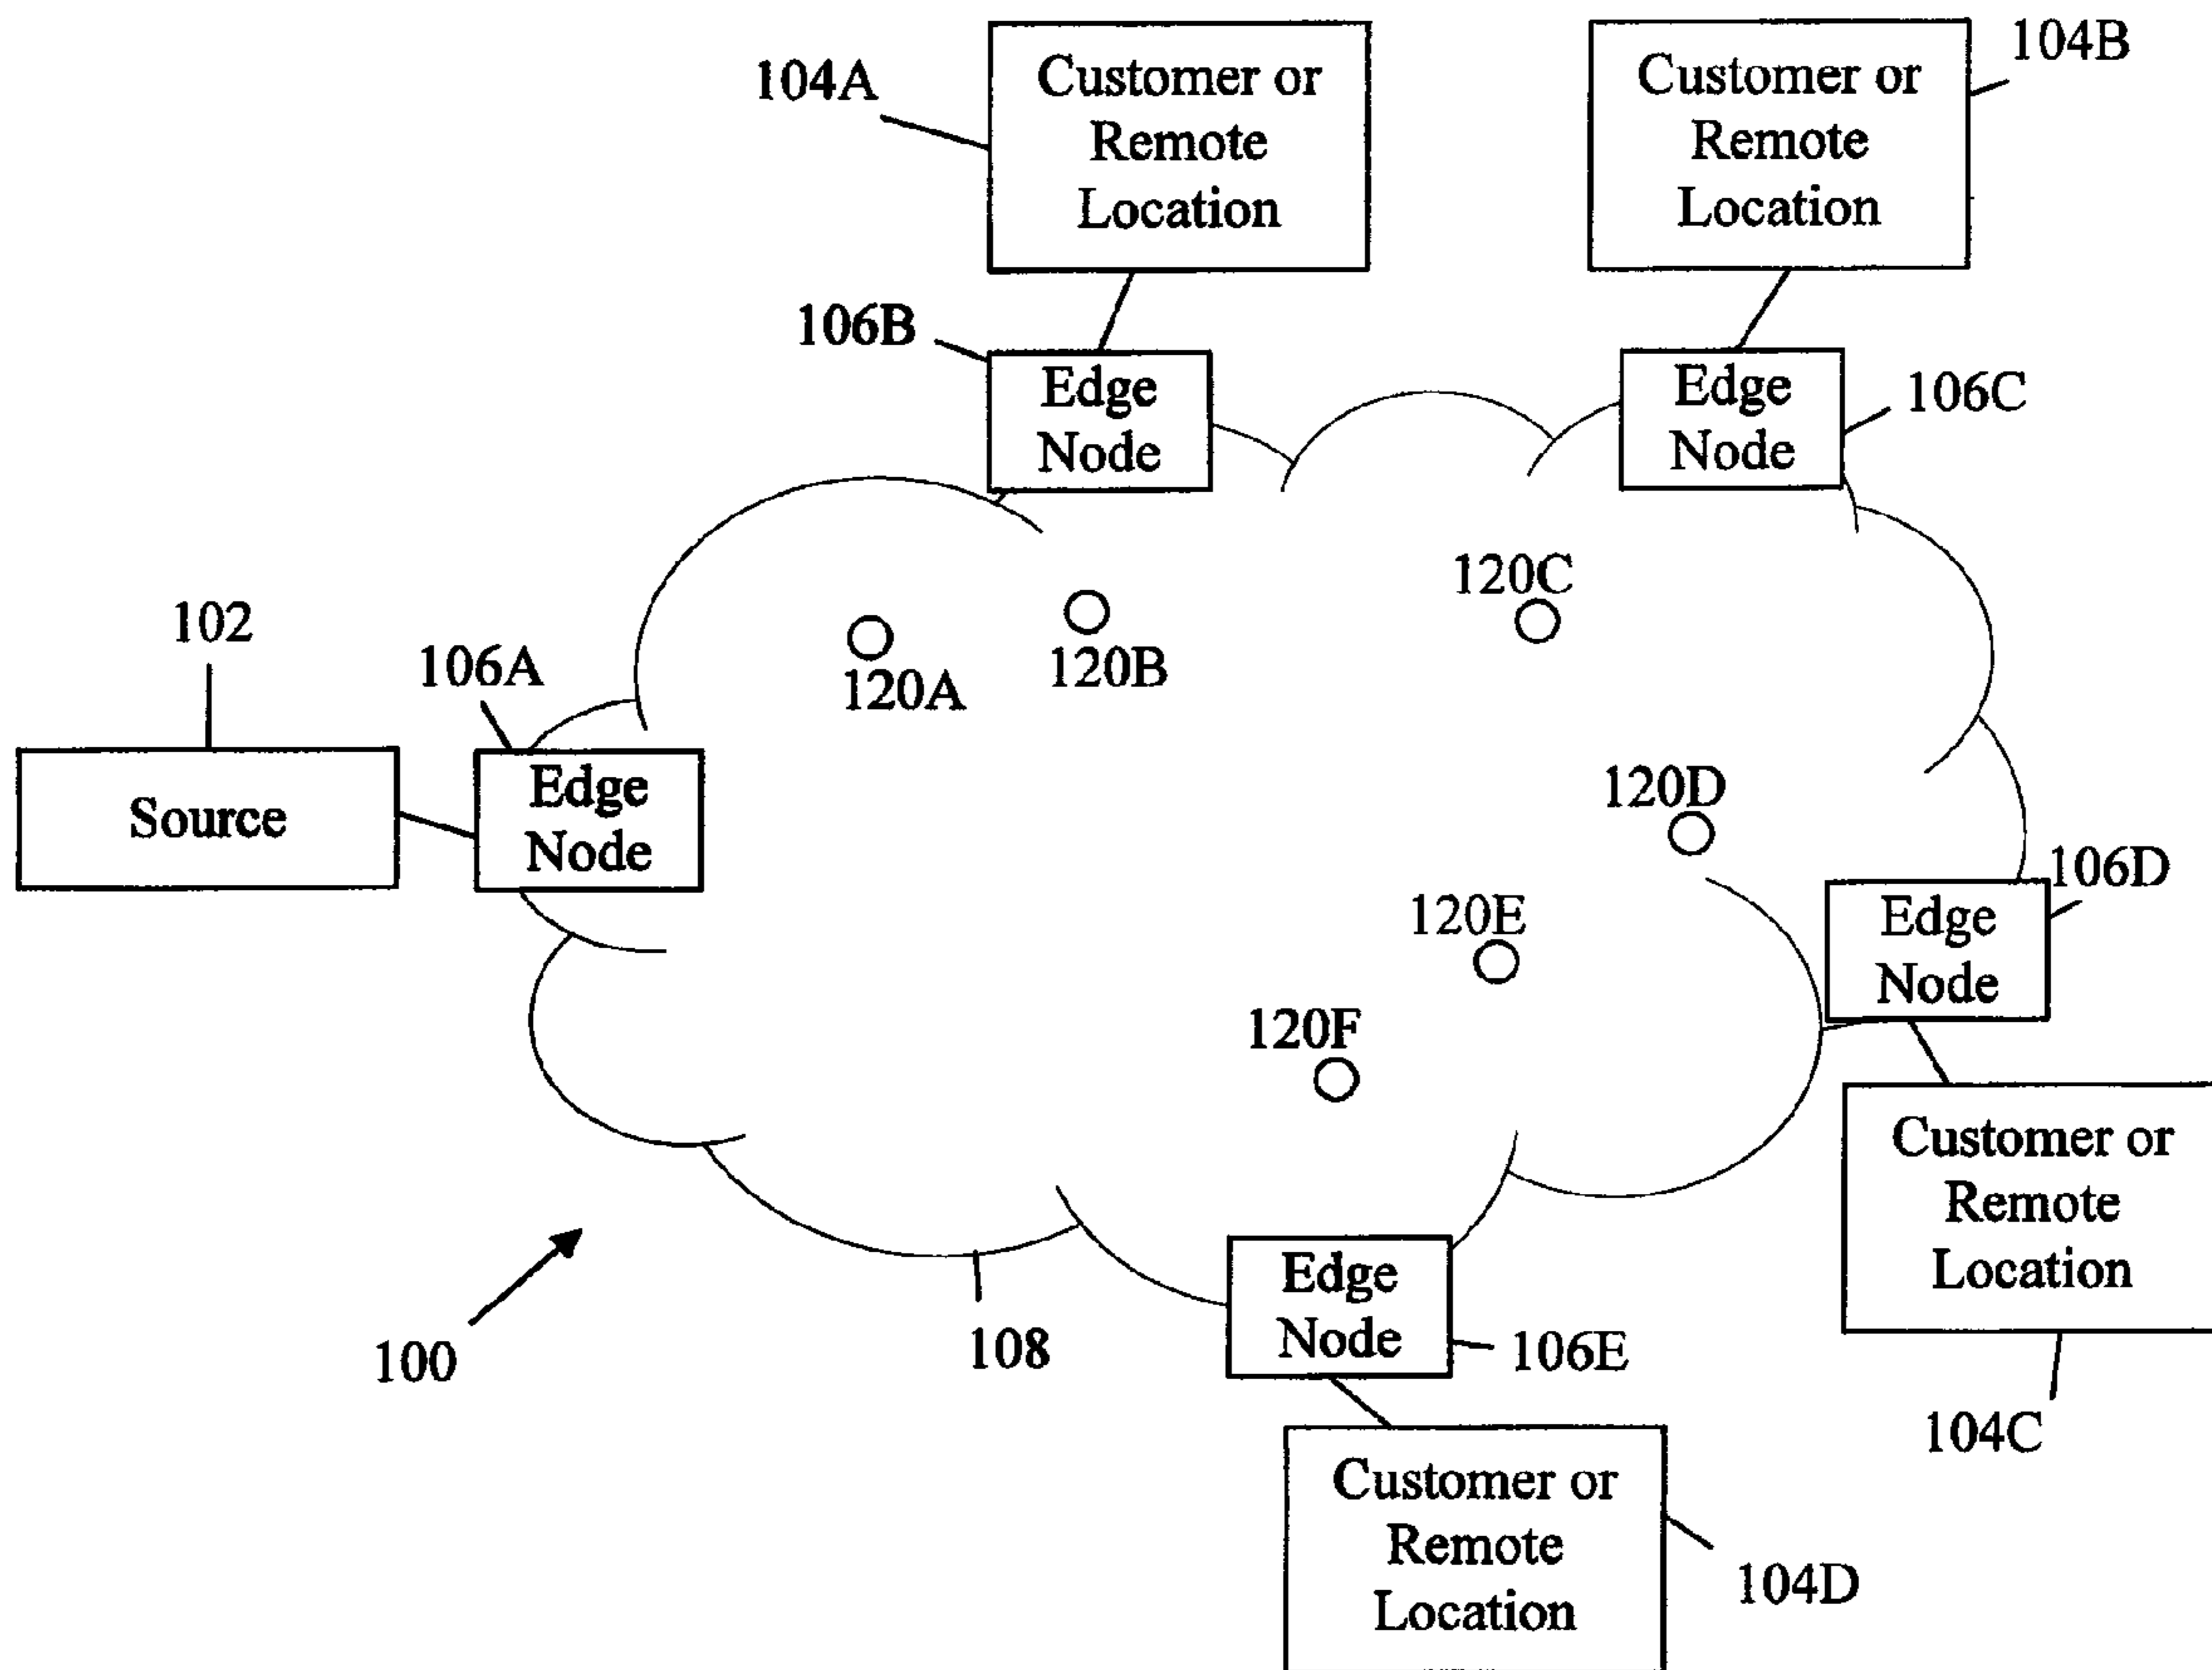 104A
Customer or
Remote
Location
Customer or
Remote
Location
104B
106B
Edge
Node
Edge
Node
106C
120C
102
106A
120A
120B
Source
Edge
Node
120D
106D
Edge
Node
120E
120F
Customer or
Remote
Location
Edge
Node
106E
108
100
104C
Customer or
Remote
Location
104D